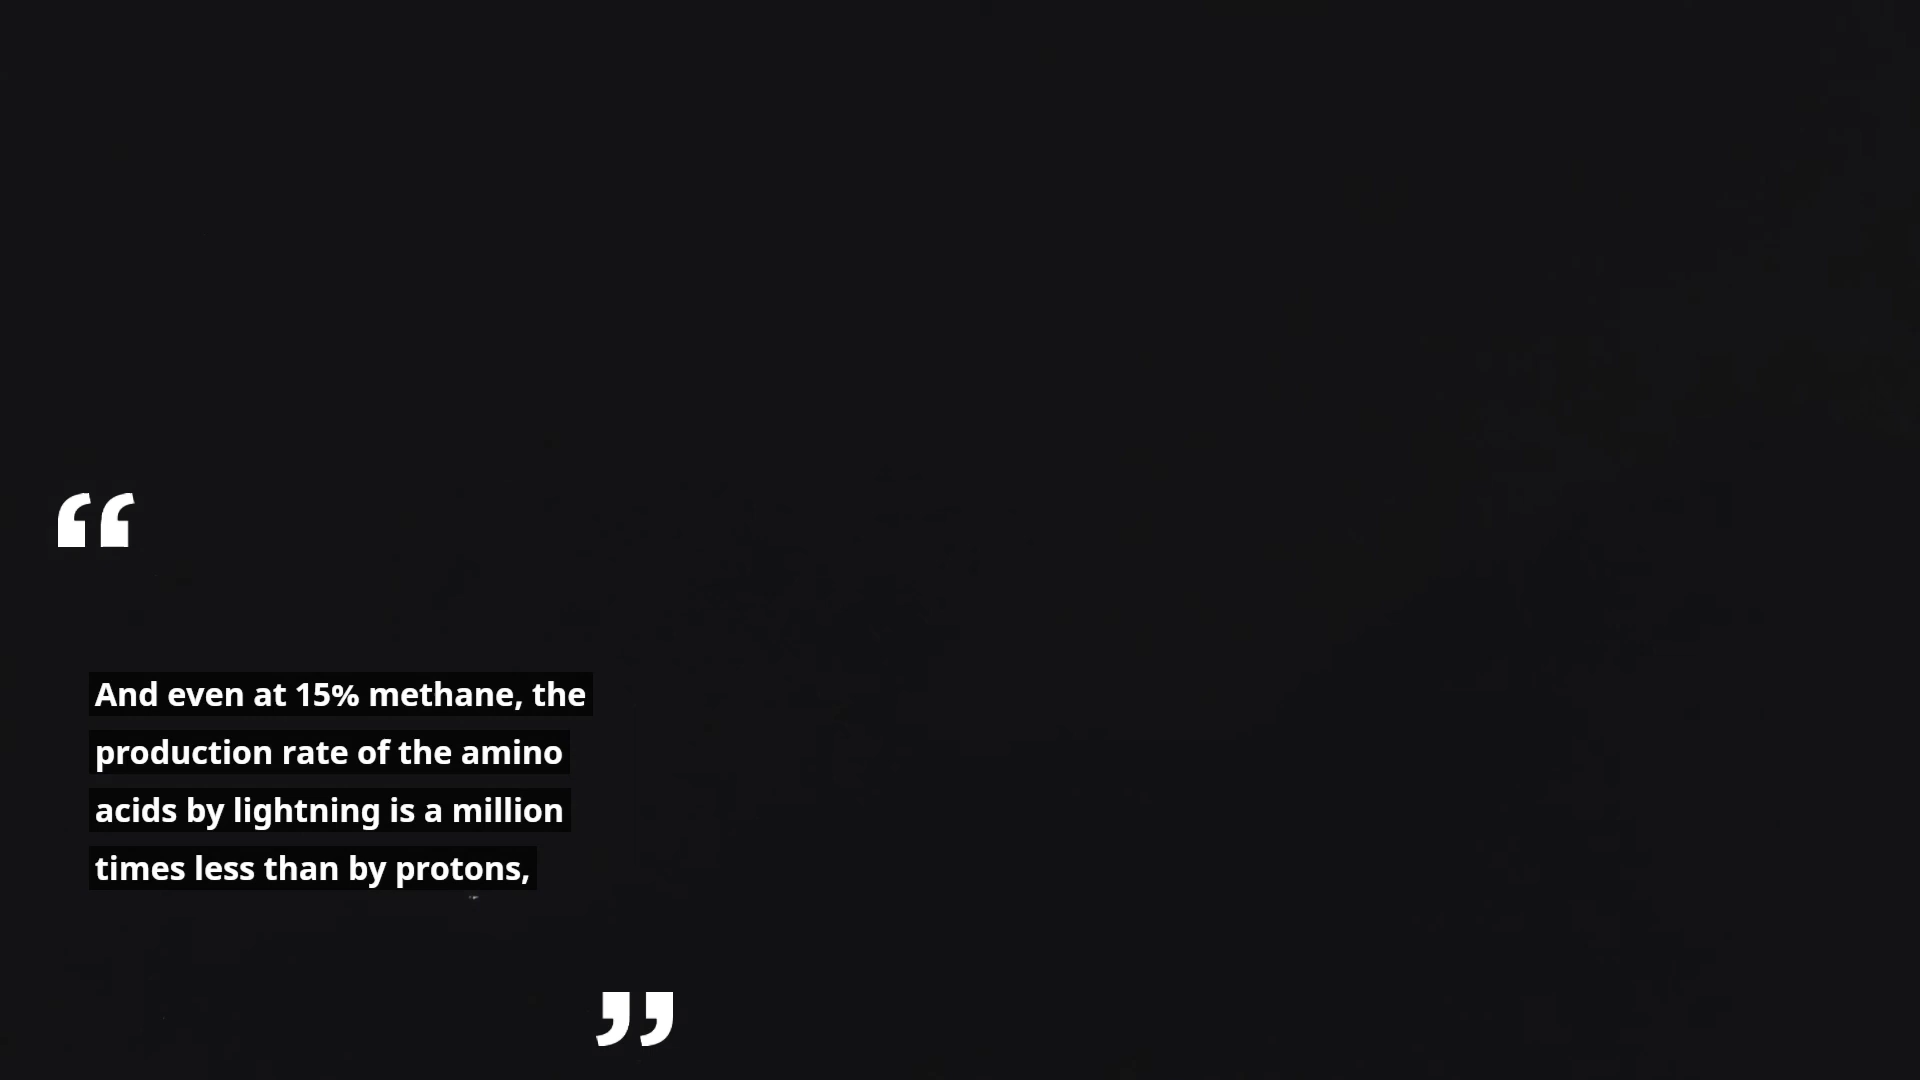 “
And even at 15% methane, the
production rate of the amino
acids by lightning is a million
times less than by protons,
”